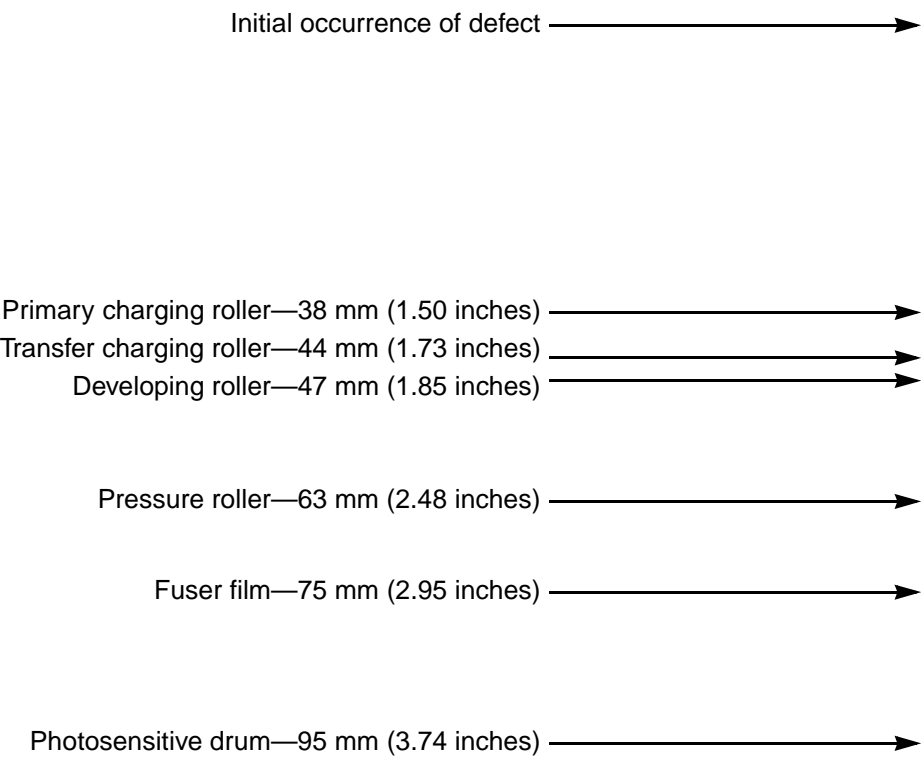 Initial occurrence of defect
Primary charging roller—38 mm (1.50 inches)
Transfer charging roller—44 mm (1.73 inches)
Developing roller—47 mm (1.85 inches)
Pressure roller—63 mm (2.48 inches)
Fuser film—75 mm (2.95 inches)
Photosensitive drum—95 mm (3.74 inches)